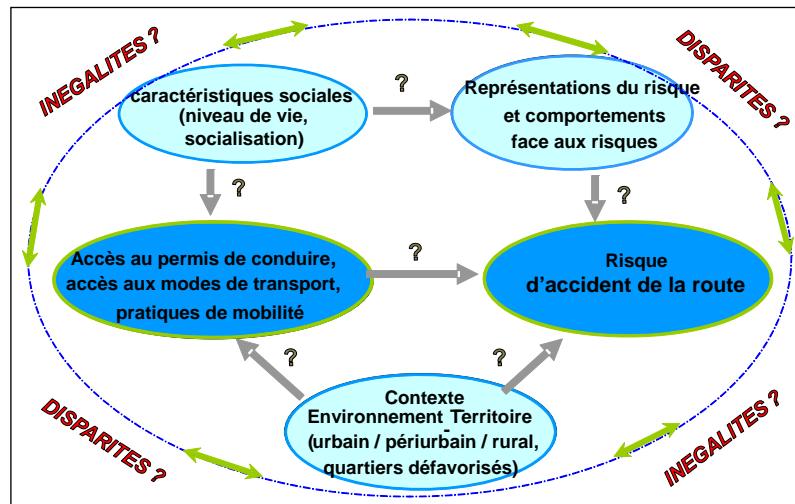 INEGALITES ?
DISPARITES ?
caractéristiques sociales
(niveau de vie,
socialisation)
?
Représentations du risque
et comportements
face aux risques
?
?
Accès au permis de conduire,
accès aux modes de transport,
pratiques de mobilité
?
Risque
d'accident de la route
?
?
Contexte
Environnement Territoire
-
(urbain / périurbain / rural,
quartiers défavorisés)
DISPARITES ?
INEGALITES ?